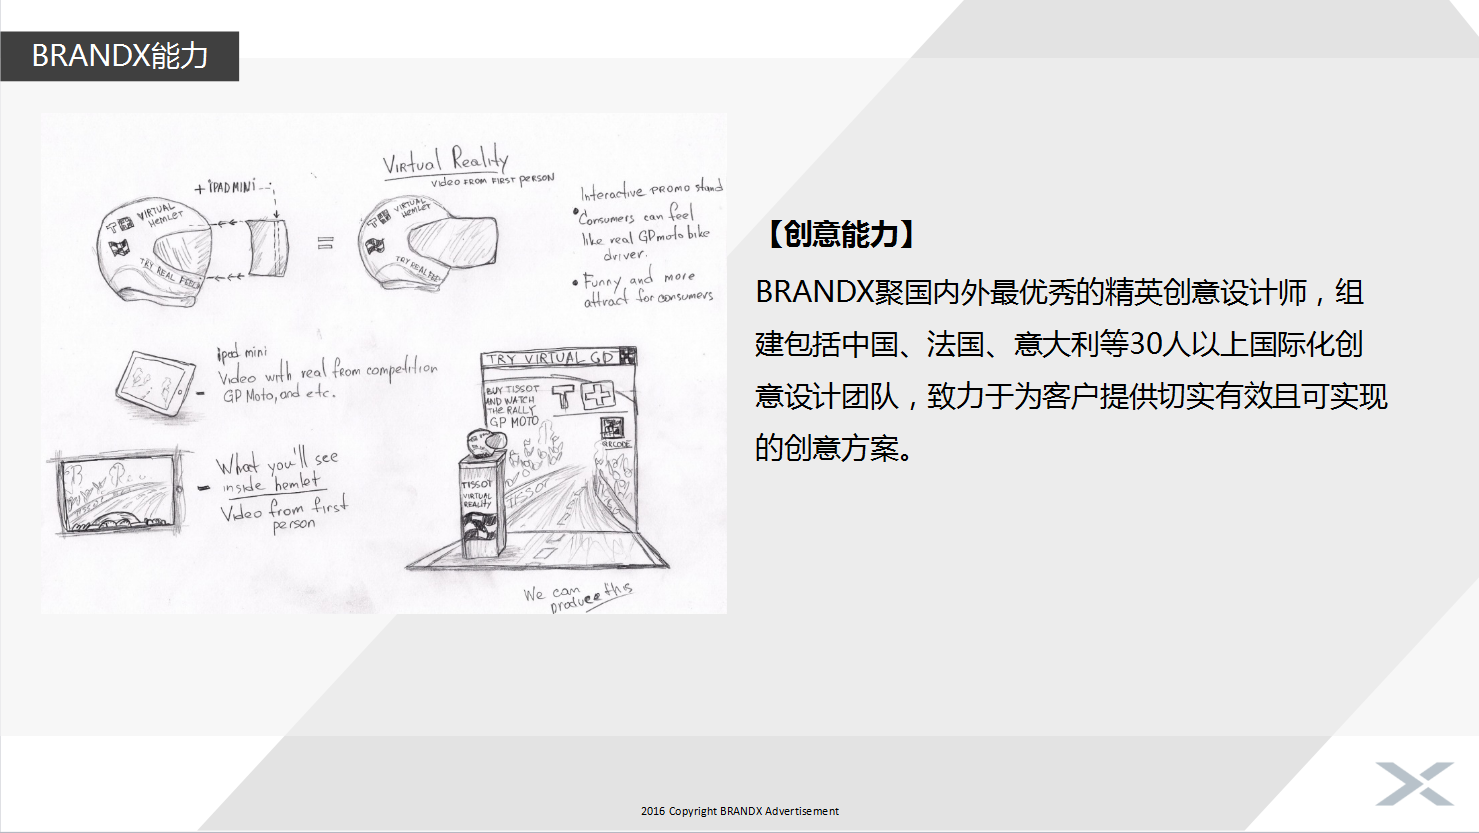 BRANDX能力
Virtual Reality
Video from first person
+ IPAD MINI
VIRTUAL
HEMLET
TRY REAL FEELI
=
VIRTUAL
HEMLET
TRY REAL FEEL
Interactive promo stand
• Consumers can feel
like real GPmoto bike
driver.
• Funny and more
attract for consumers
ipad mini
Video with real from competition
GP Moto, and etc.
What you'll see
inside hemlet
Video from first
person
TRY VIRTUAL GP
BUY TISSOT
AND WATCH
THE RALLY
GP MOTO
QRCODE
TISSOT
TISSOT
VIRTUAL
REALITY
We can
produce this
【创意能力】
BRANDX聚国内外最优秀的精英创意设计师，组
建包括中国、法国、意大利等30人以上国际化创
意设计团队，致力于为客户提供切实有效且可实现
的创意方案。
2016 Copyright BRANDX Advertisement